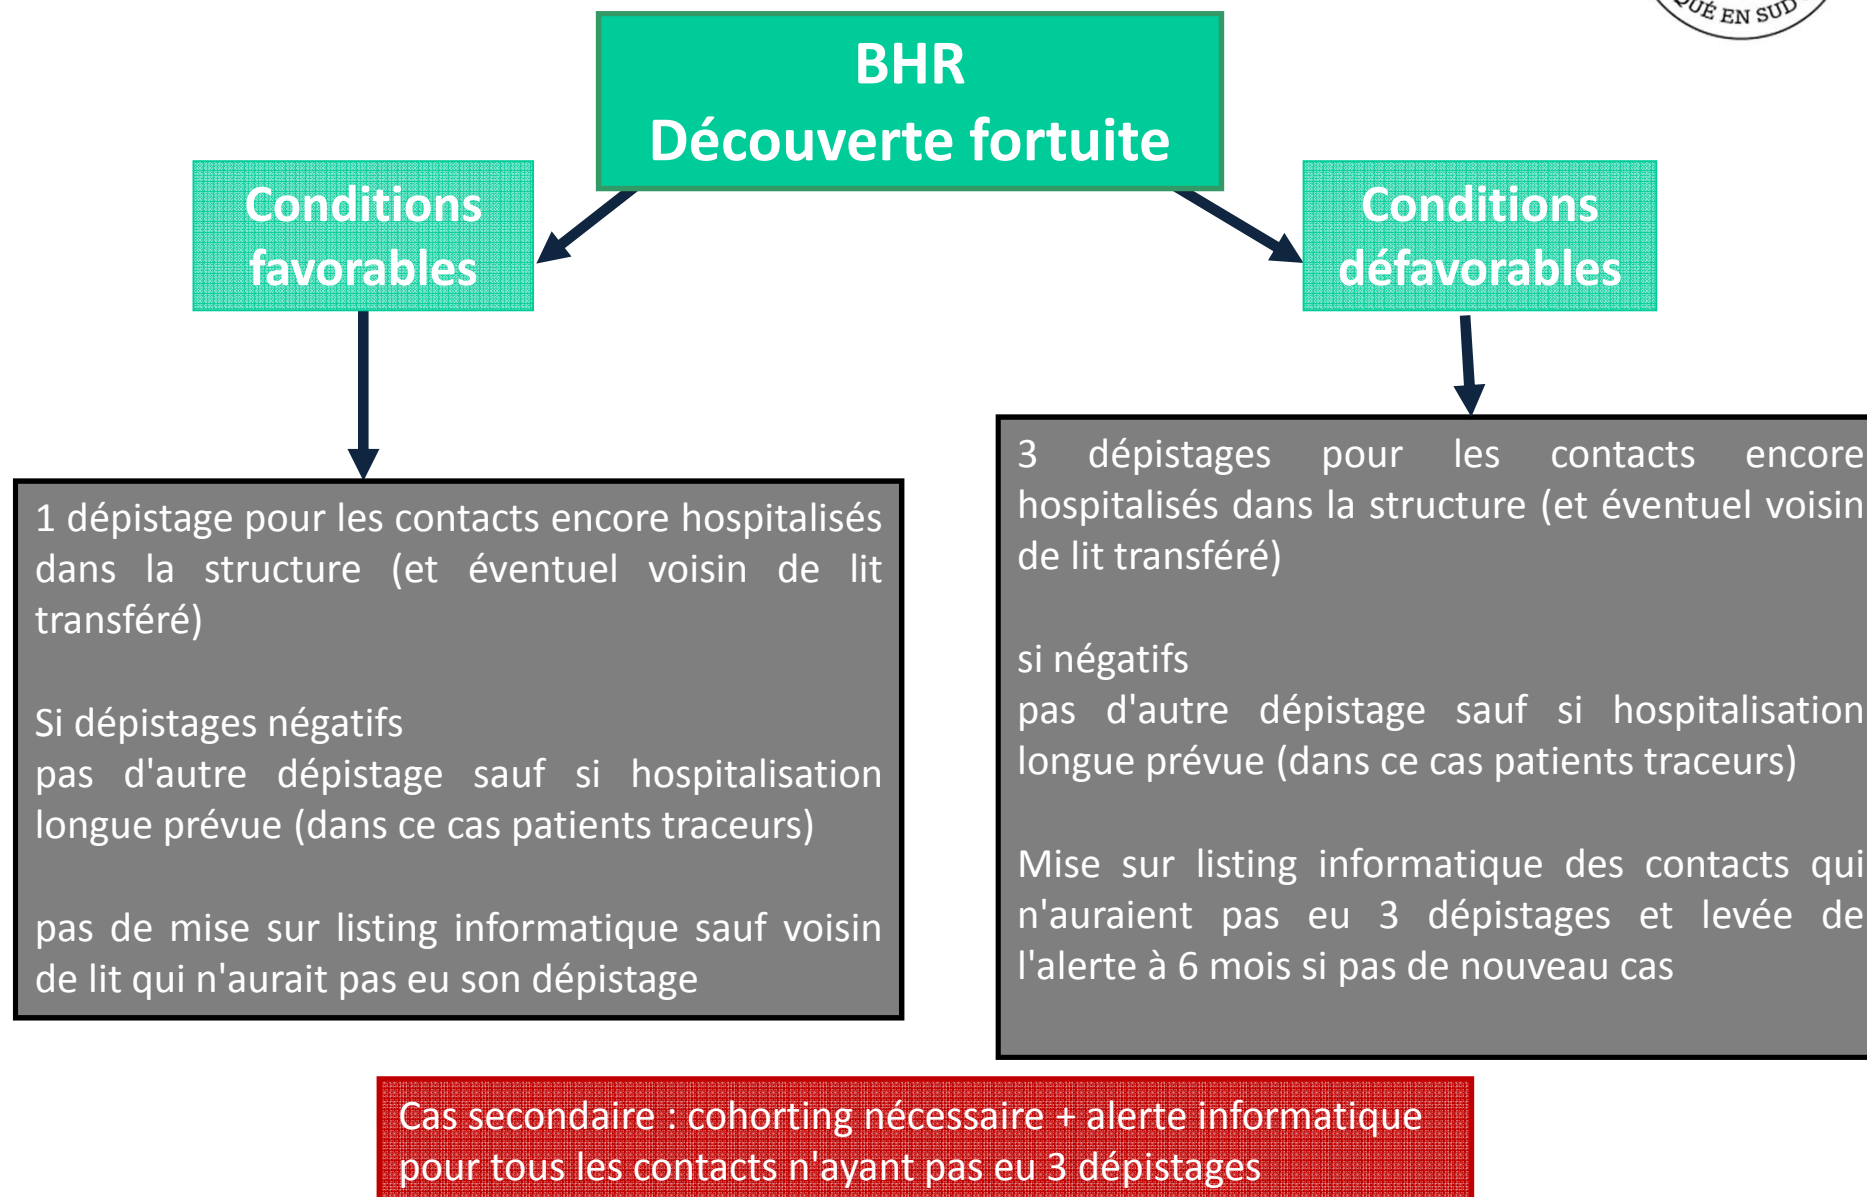 QUÉ EN SUD
BHR
Découverte fortuite
Conditions
favorables
Conditions
défavorables
1 dépistage pour les contacts encore hospitalisés
dans la structure (et éventuel voisin de lit
transféré)
Si dépistages négatifs
pas d'autre dépistage sauf si hospitalisation
longue prévue (dans ce cas patients traceurs)
pas de mise sur listing informatique sauf voisin
de lit qui n'aurait pas eu son dépistage
3 dépistages pour les contacts encore
hospitalisés dans la structure (et éventuel voisin
de lit transféré)
si négatifs
pas d'autre dépistage sauf si hospitalisation
longue prévue (dans ce cas patients traceurs)
Mise sur listing informatique des contacts qui
n'auraient pas eu 3 dépistages et levée de
l'alerte à 6 mois si pas de nouveau cas
Cas secondaire : cohorting nécessaire + alerte informatique
pour tous les contacts n'ayant pas eu 3 dépistages